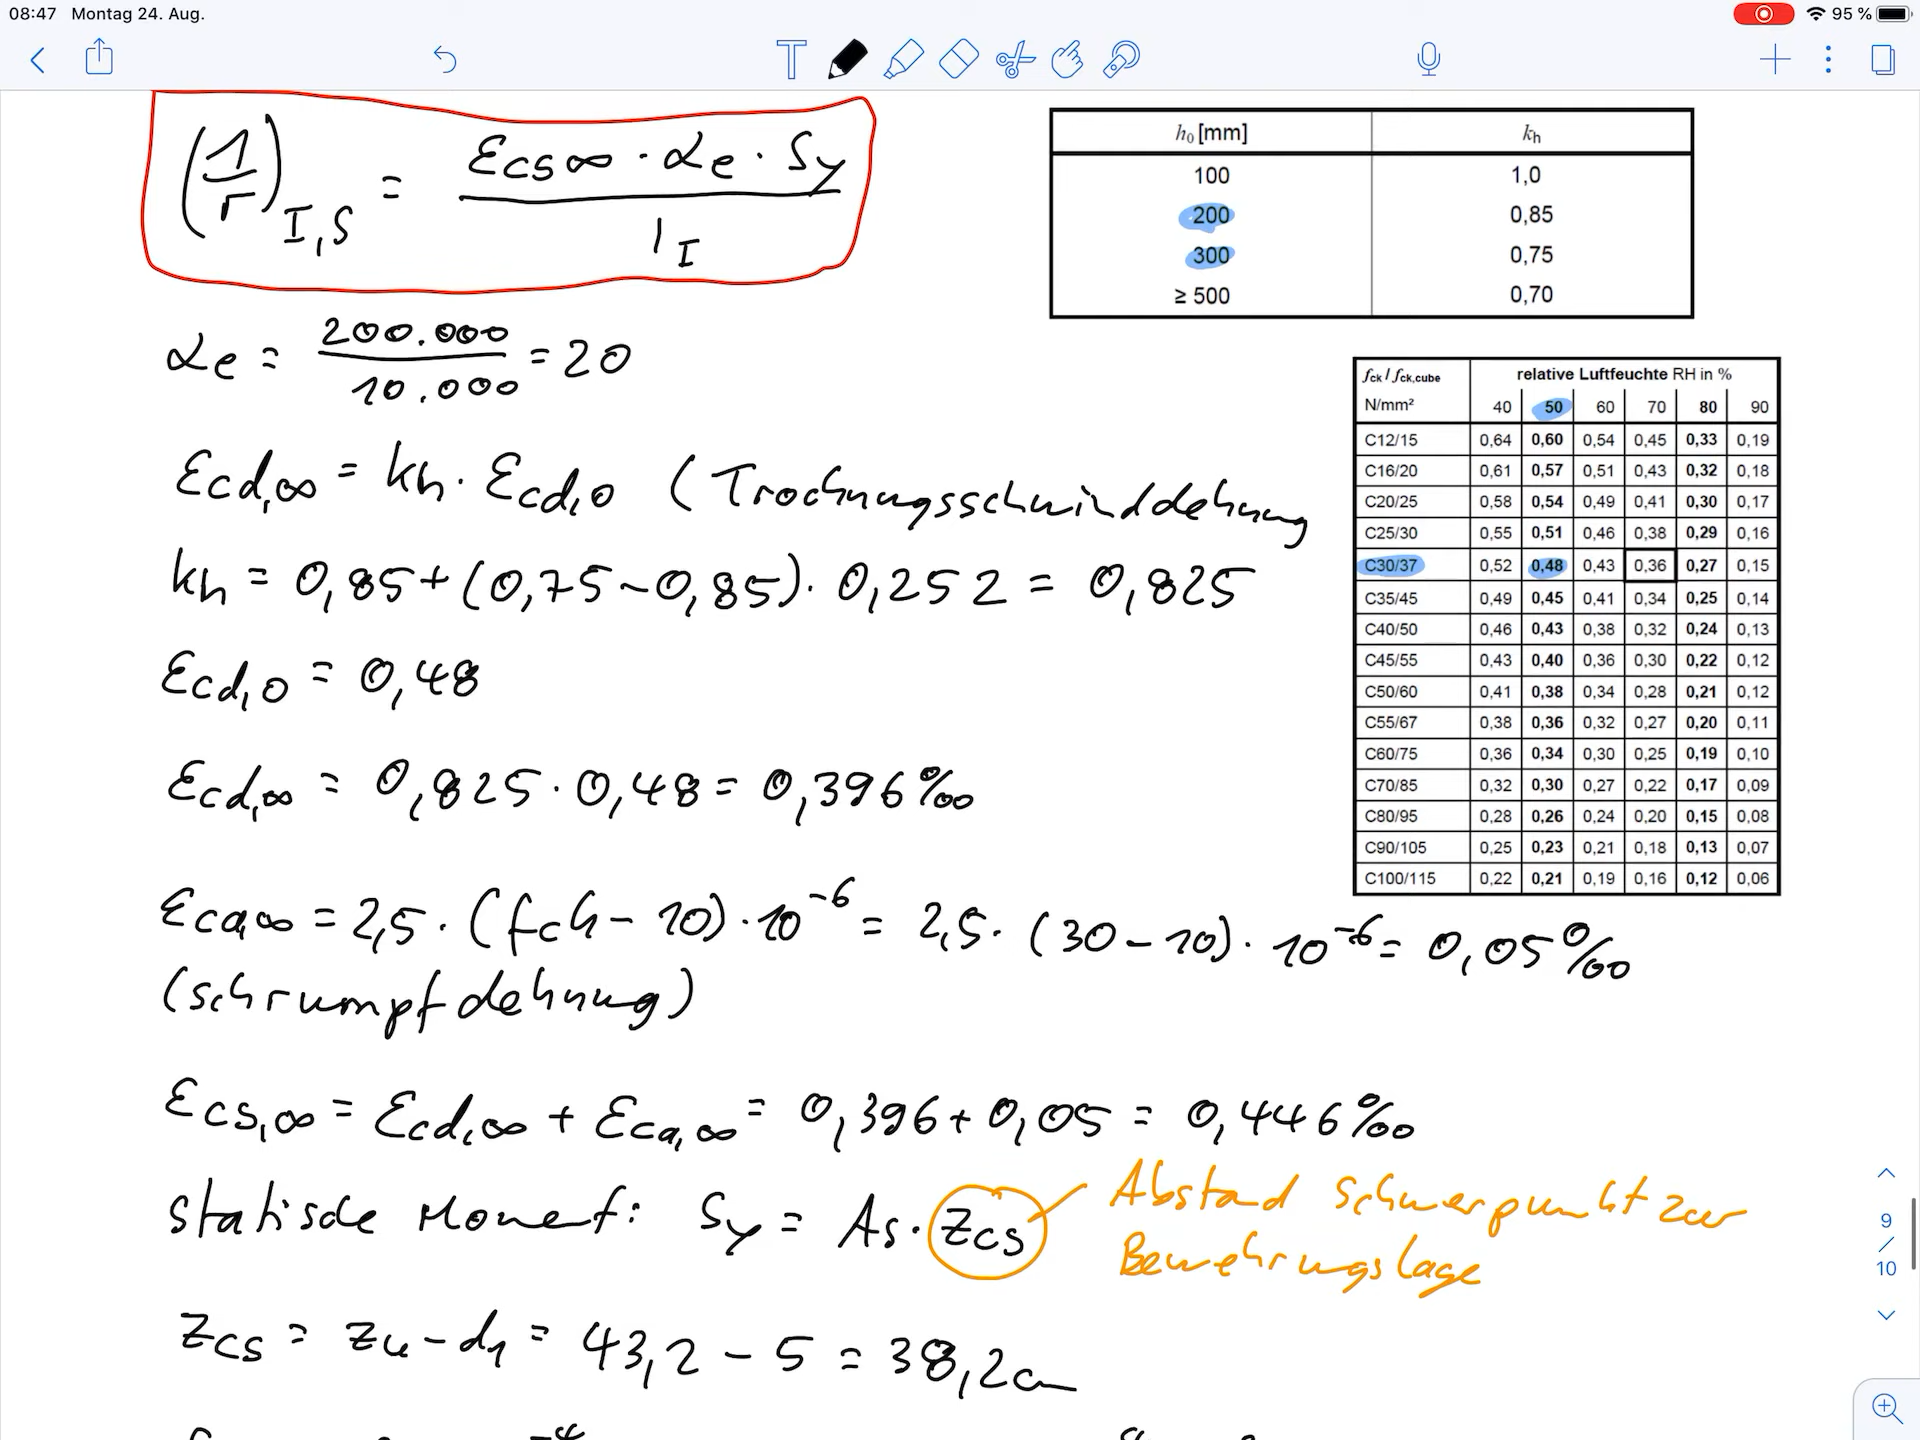 08:47 Montag 24. Aug.
95 %
(1/r)I,S = (εcs∞ · αe · Sy) / II
h0 [mm] kh
100 1,0
200 0,85
300 0,75
≥ 500 0,70
αe = 200.000 / 10.000 = 20
fck / fck,cube relative Luftfeuchte RH in %
N/mm² 40 50 60 70 80 90
C12/15 0,64 0,60 0,54 0,45 0,33 0,19
C16/20 0,61 0,57 0,51 0,43 0,32 0,18
C20/25 0,58 0,54 0,49 0,41 0,30 0,17
C25/30 0,55 0,51 0,46 0,38 0,29 0,16
C30/37 0,52 0,48 0,43 0,36 0,27 0,15
C35/45 0,49 0,45 0,41 0,34 0,25 0,14
C40/50 0,46 0,43 0,38 0,32 0,24 0,13
C45/55 0,43 0,40 0,36 0,30 0,22 0,12
C50/60 0,41 0,38 0,34 0,28 0,21 0,12
C55/67 0,38 0,36 0,32 0,27 0,20 0,11
C60/75 0,36 0,34 0,30 0,25 0,19 0,10
C70/85 0,32 0,30 0,27 0,22 0,17 0,09
C80/95 0,28 0,26 0,24 0,20 0,15 0,08
C90/105 0,25 0,23 0,21 0,18 0,13 0,07
C100/115 0,22 0,21 0,19 0,16 0,12 0,06
εcd,∞ = kh · εcd,0 (Trocknungsschwinddehnung
kh = 0,85 + (0,75 - 0,85) · 0,252 = 0,825
εcd,0 = 0,48
εcd,∞ = 0,825 · 0,48 = 0,396 ‰
εca,∞ = 2,5 · (fck - 10) · 10⁻⁶ = 2,5 · (30 - 10) · 10⁻⁶ = 0,05 ‰
(Schrumpfdehnung)
εcs,∞ = εcd,∞ + εca,∞ = 0,396 + 0,05 = 0,446 ‰
Statische Moment: Sy = As · zcs
Abstand Schwerpunkt zur
Bewehrungslage
zcs = zu - d1 = 43,2 - 5 = 38,2 cm
9
/
10